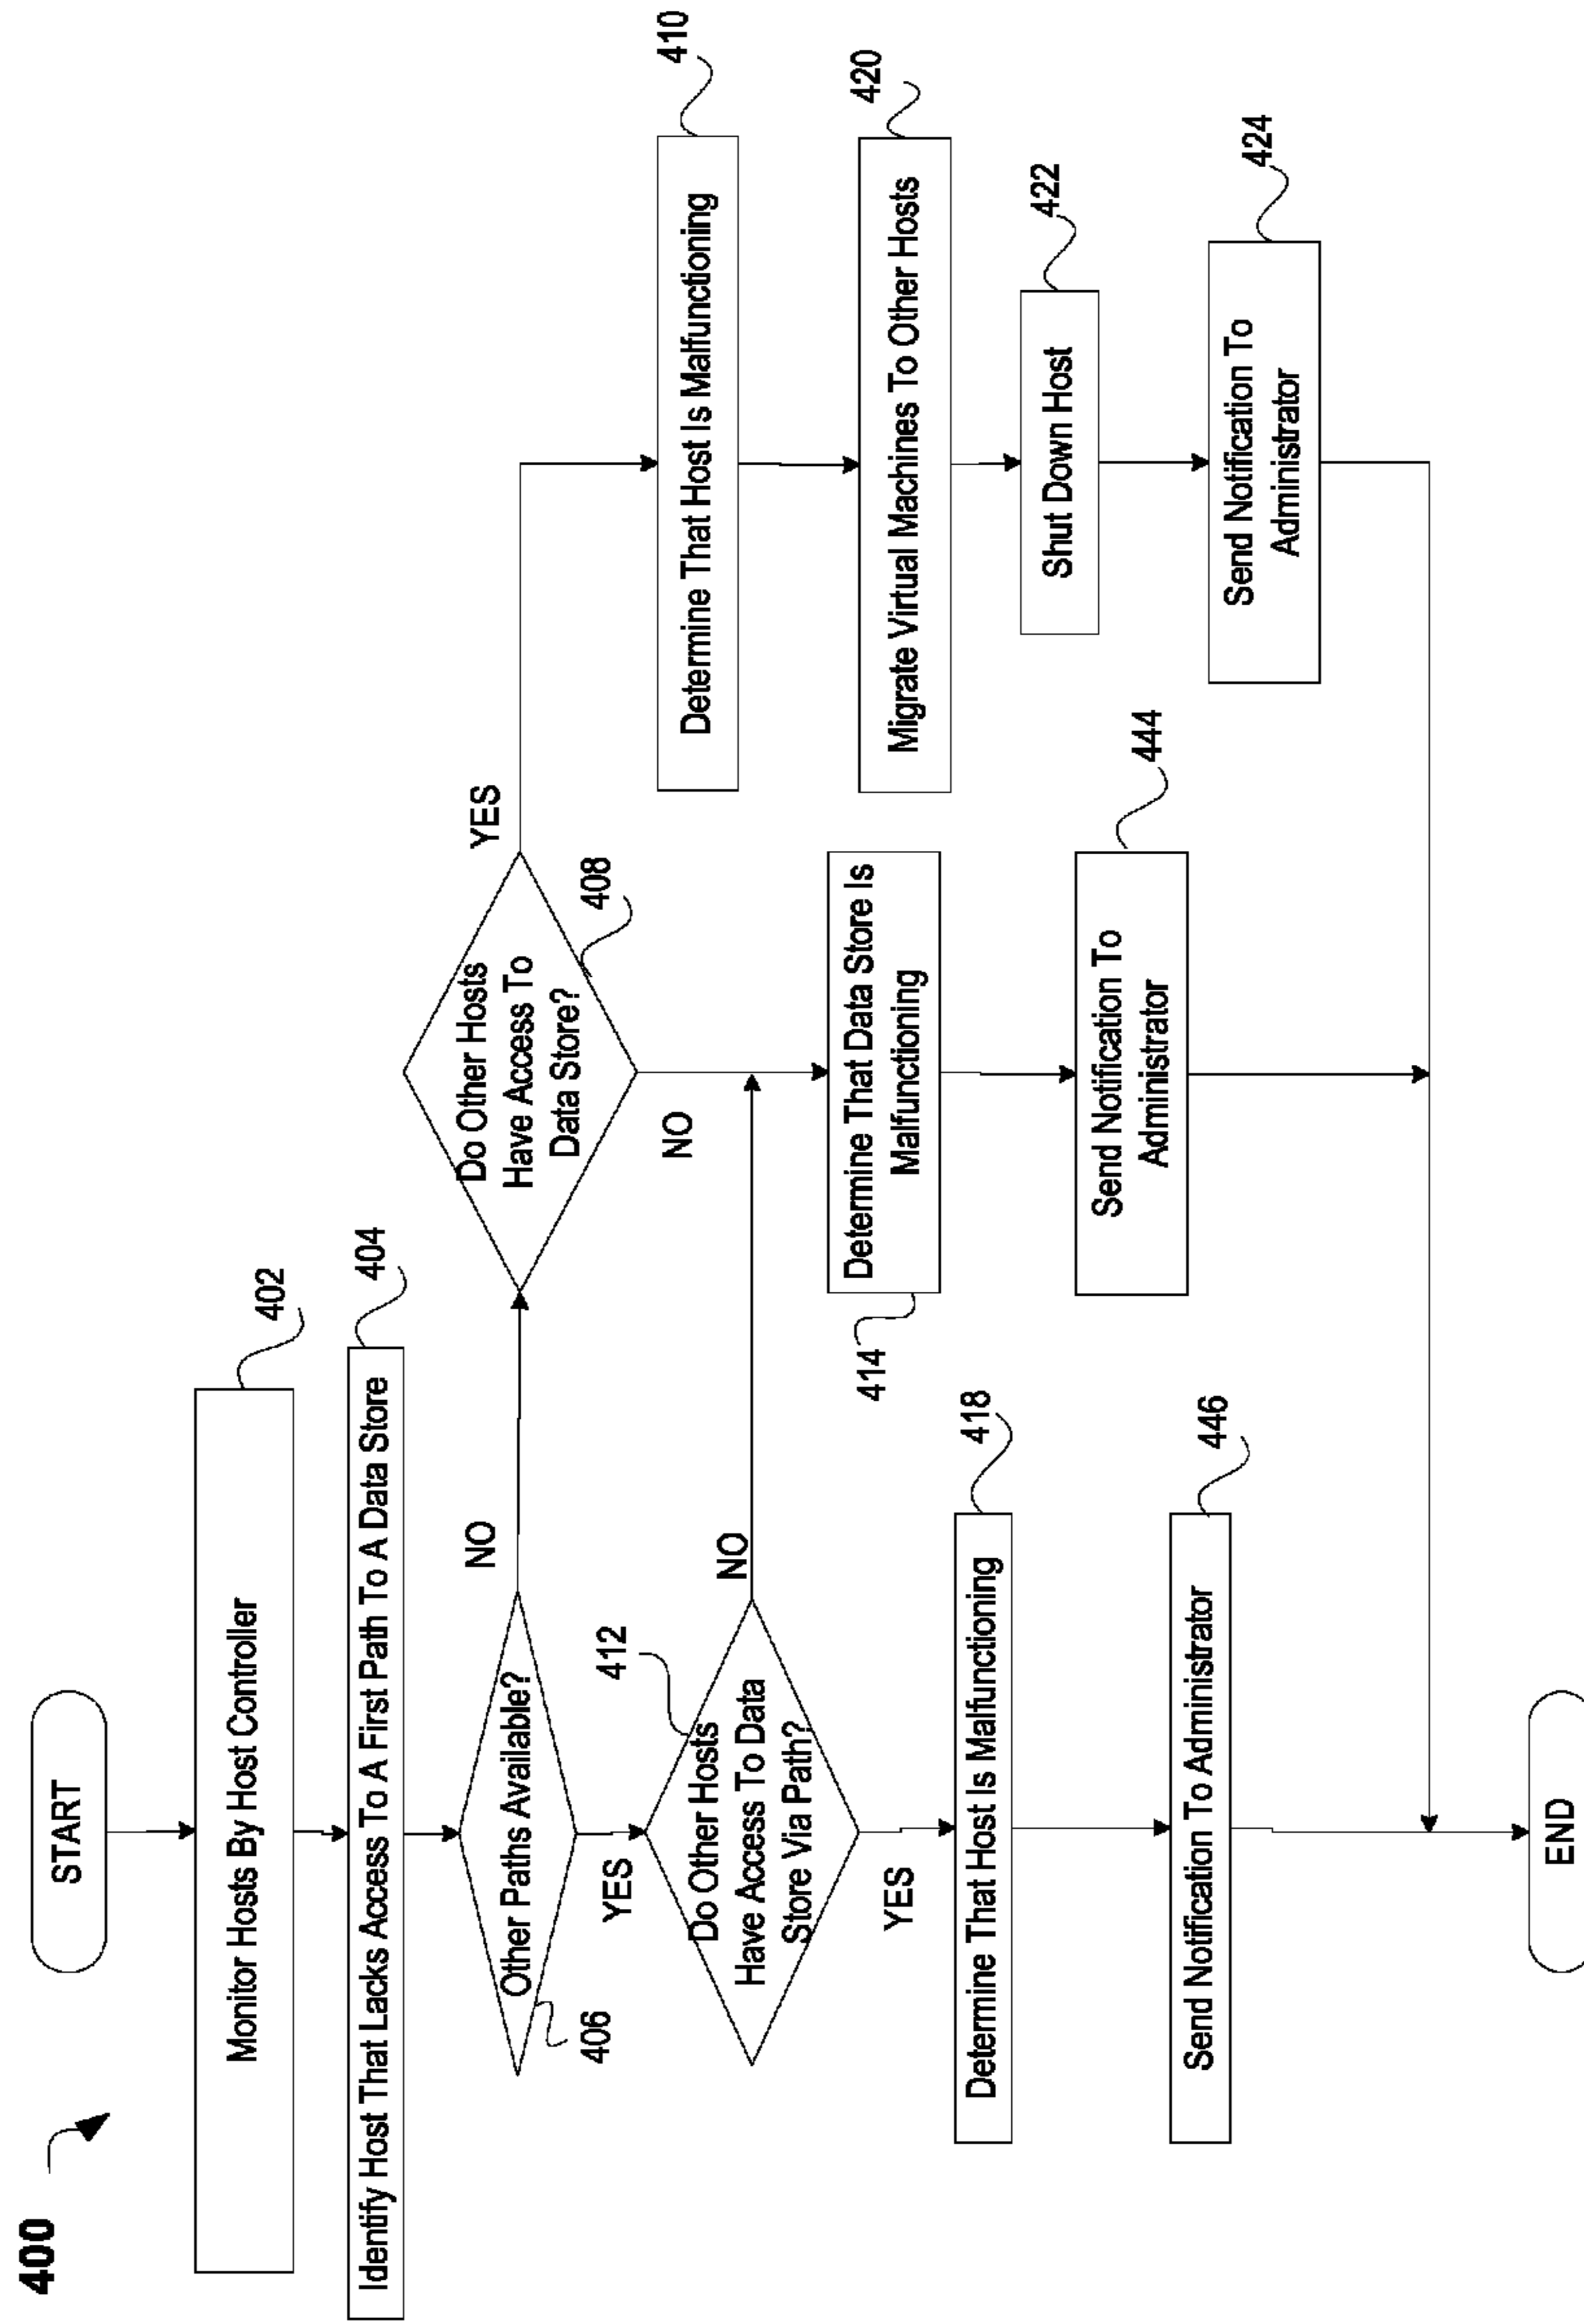 400
START
Monitor Hosts By Host Controller
402
Identify Host That Lacks Access To A First Path To A Data Store
404
Other Paths Available?
406
NO
YES
Do Other Hosts
Have Access To
Data Store?
408
YES
NO
Do Other Hosts
Have Access To Data
Store Via Path?
412
NO
YES
Determine That Host Is Malfunctioning
410
Migrate Virtual Machines To Other Hosts
420
Shut Down Host
422
Send Notification To
Administrator
424
Determine That Data Store Is
Malfunctioning
414
Send Notification To
Administrator
444
Determine That Host Is Malfunctioning
418
Send Notification To Administrator
446
END